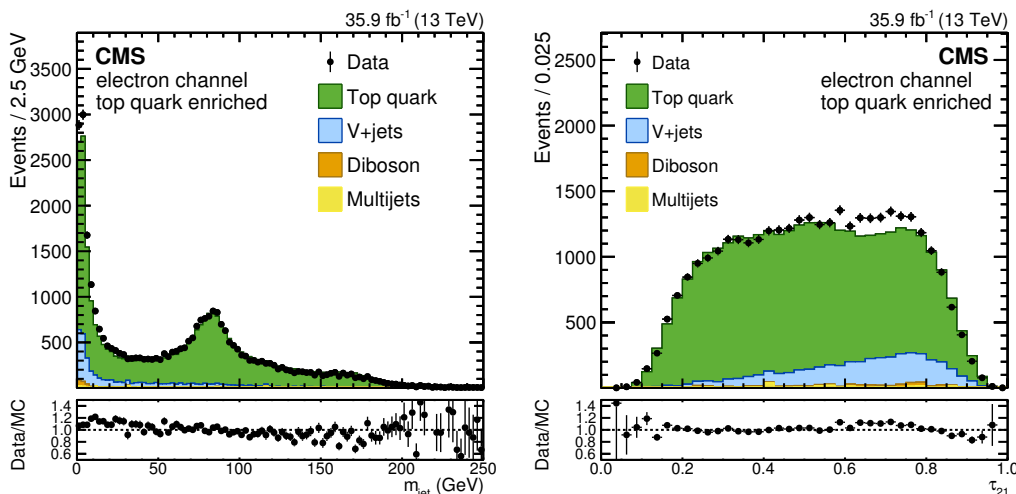 35.9 fb⁻¹ (13 TeV)
Events / 2.5 GeV
3500
3000
2500
2000
1500
1000
500
CMS
electron channel
top quark enriched
Data
Top quark
V+jets
Diboson
Multijets
Data/MC
1.4
1.2
1.0
0.8
0.6
0 50 100 150 200 250
m_jet (GeV)
35.9 fb⁻¹ (13 TeV)
Events / 0.025
2500
2000
1500
1000
500
Data
Top quark
V+jets
Diboson
Multijets
CMS
electron channel
top quark enriched
Data/MC
1.4
1.2
1.0
0.8
0.6
0.0 0.2 0.4 0.6 0.8 1.0
τ₂₁